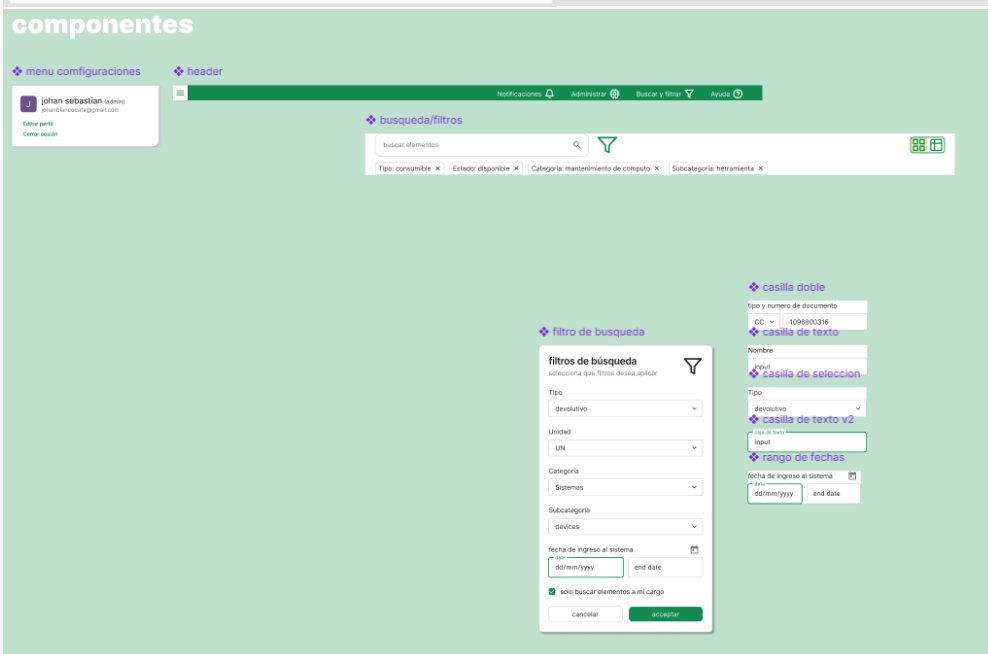 componentes
menu comfiguraciones
J
johan sebastian (admin)
johanblancocata@gmail.com
Editar perfil
Cerrar sesión
header
Notificaciones
Administrar
Buscar y filtrar
Ayuda
busqueda/filtros
buscar elementos
Tipo: consumible ×
Estado: disponible ×
Categoria: mantenimiento de computo ×
Subcategoria: herramienta ×
filtro de busqueda
filtros de búsqueda
selecciona que filtros desea aplicar
Tipo
devolutivo
Unidad
UN
Categoría
Sistemas
Subcategoría
devices
fecha de ingreso al sistema
date
dd/mm/yyyy
end date
solo buscar elementos a mi cargo
cancelar
acceptar
casilla doble
tipo y numero de documento
CC
1096800316
casilla de texto
Nombre
input
casilla de seleccion
Tipo
devolutivo
casilla de texto v2
caja de texto
input
rango de fechas
fecha de ingreso al sistema
date
dd/mm/yyyy
end date